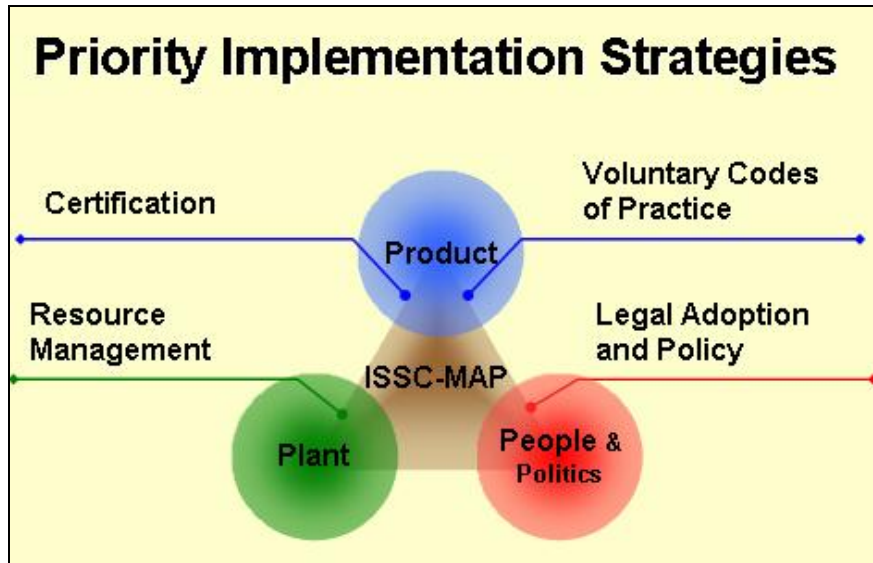 Priority Implementation Strategies
Certification
Voluntary Codes
of Practice
Product
Resource
Management
Legal Adoption
and Policy
ISSC-MAP
Plant
People &
Politics